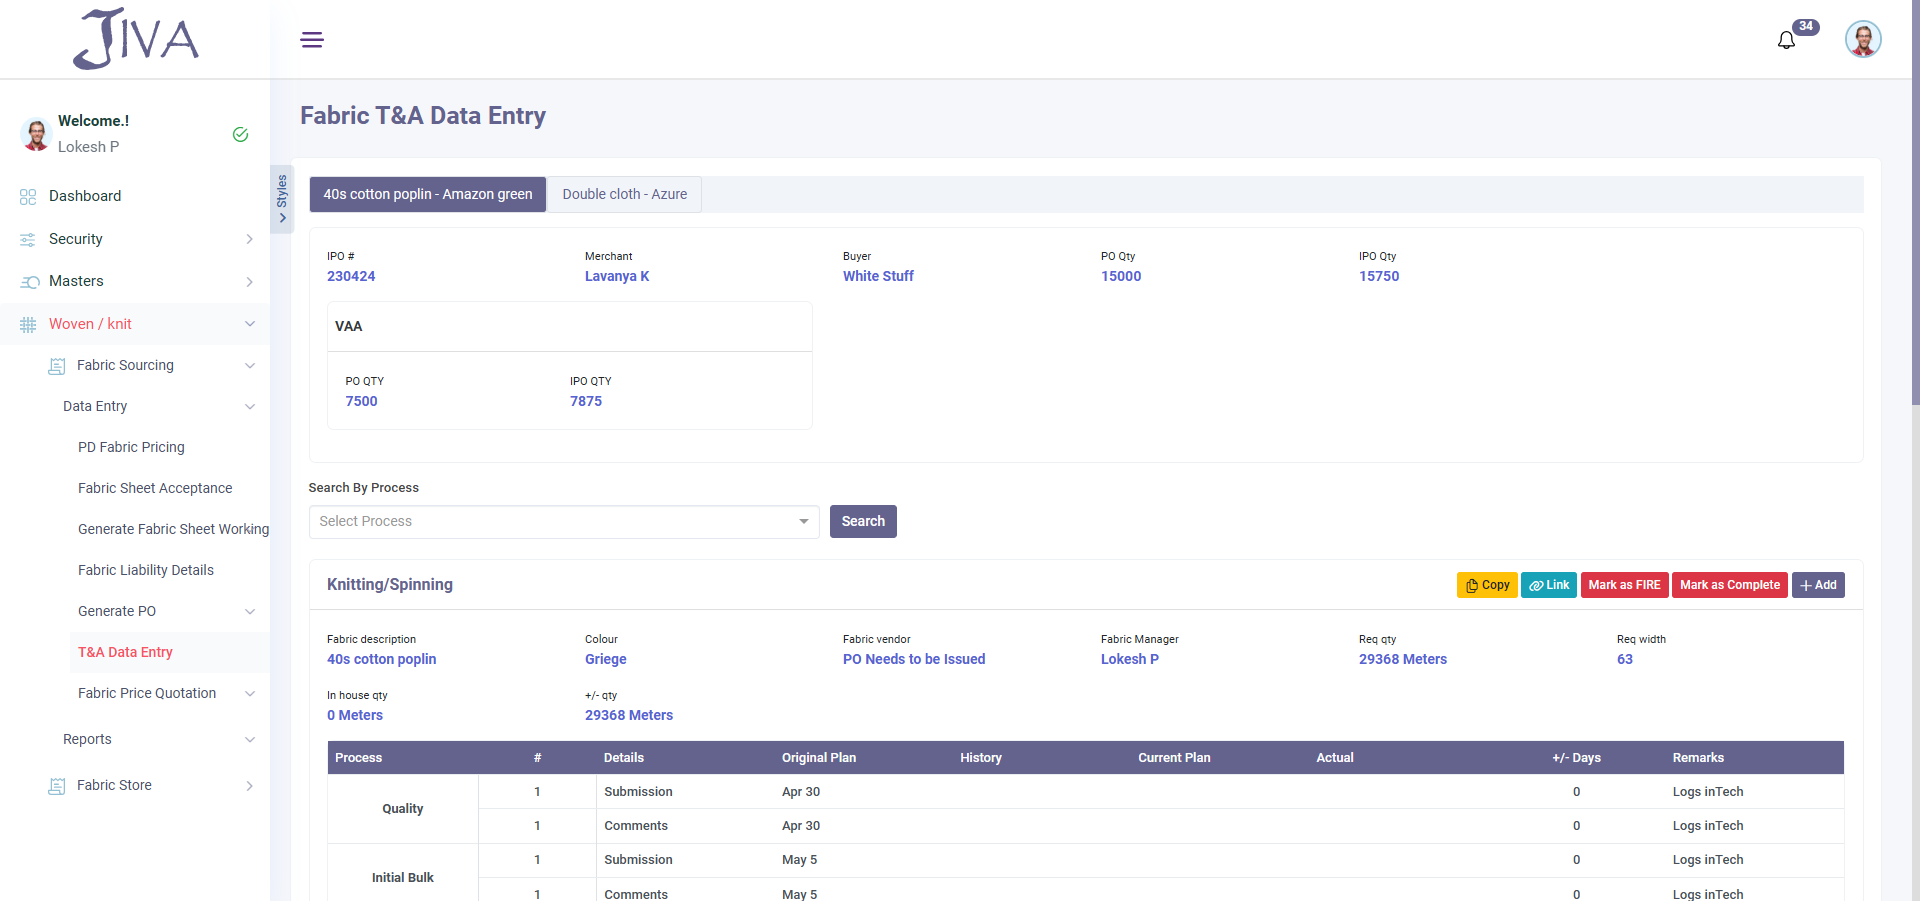 JIVA
34
Welcome.!
Lokesh P
Dashboard
Security
Masters
Woven / knit
Fabric Sourcing
Data Entry
PD Fabric Pricing
Fabric Sheet Acceptance
Generate Fabric Sheet Working
Fabric Liability Details
Generate PO
T&A Data Entry
Fabric Price Quotation
Reports
Fabric Store
Styles
Fabric T&A Data Entry
40s cotton poplin - Amazon green Double cloth - Azure
IPO # Merchant Buyer PO Qty IPO Qty
230424 Lavanya K White Stuff 15000 15750
VAA
PO QTY IPO QTY
7500 7875
Search By Process
Select Process Search
Knitting/Spinning Copy Link Mark as FIRE Mark as Complete Add
Fabric description Colour Fabric vendor Fabric Manager Req qty Req width
40s cotton poplin Griege PO Needs to be Issued Lokesh P 29368 Meters 63
In house qty +/- qty
0 Meters 29368 Meters
Process # Details Original Plan History Current Plan Actual +/- Days Remarks
Quality
1 Submission Apr 30 0 Logs inTech
1 Comments Apr 30 0 Logs inTech
Initial Bulk
1 Submission May 5 0 Logs inTech
1 Comments May 5 0 Logs inTech